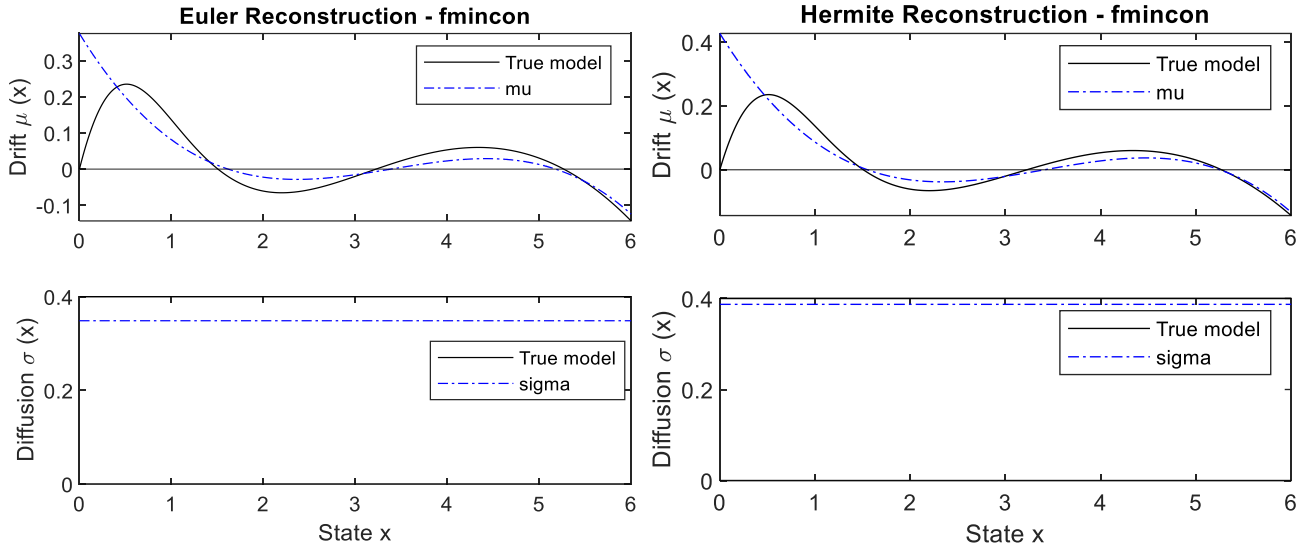 Euler Reconstruction - fmincon
Drift μ (x)
0.3
0.2
0.1
0
-0.1
True model
mu
0 1 2 3 4 5 6
Diffusion σ (x)
0.4
0.2
0
True model
sigma
0 1 2 3 4 5 6
State x
Hermite Reconstruction - fmincon
Drift μ (x)
0.4
0.2
0
True model
mu
0 1 2 3 4 5 6
Diffusion σ (x)
0.4
0.2
0
True model
sigma
0 1 2 3 4 5 6
State x